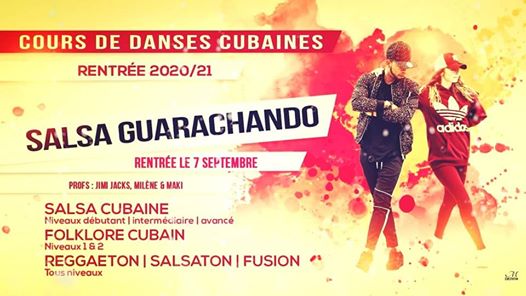 COURS DE DANSES CUBAINES
RENTRÉE 2020/21
SALSA GUARACHANDO
RENTRÉE LE 7 SEPTEMBRE
PROFS : JIMI JACKS, MILÈNE & MAKI
SALSA CUBAINE
Niveaux débutant | intermédiaire | avancé
FOLKLORE CUBAIN
Niveaux 1 & 2
REGGAETON | SALSATON | FUSION
Tous niveaux
adidas